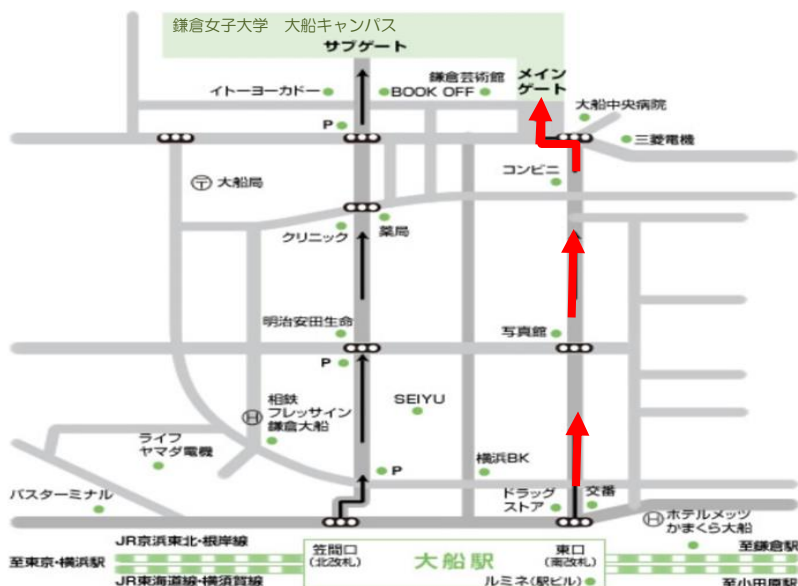 鎌倉女子大学 大船キャンパス
サブゲート
鎌倉芸術館
メイン
ゲート
イトーヨーカドー
BOOK OFF
大船中央病院
P
三菱電機
コンビニ
〒 大船局
クリニック
薬局
明治安田生命
写真館
P
相鉄
フレッサイン
鎌倉大船
H
SEIYU
ライフ
ヤマダ電機
P
横浜BK
バスターミナル
ドラッグ
ストア
交番
H ホテルメッツ
かまくら大船
JR京浜東北・根岸線
笠間口
(北改札)
大船駅
東口
(南改札)
至鎌倉駅
至東京・横浜駅
JR東海道線・横須賀線
ルミネ(駅ビル)
至小田原駅